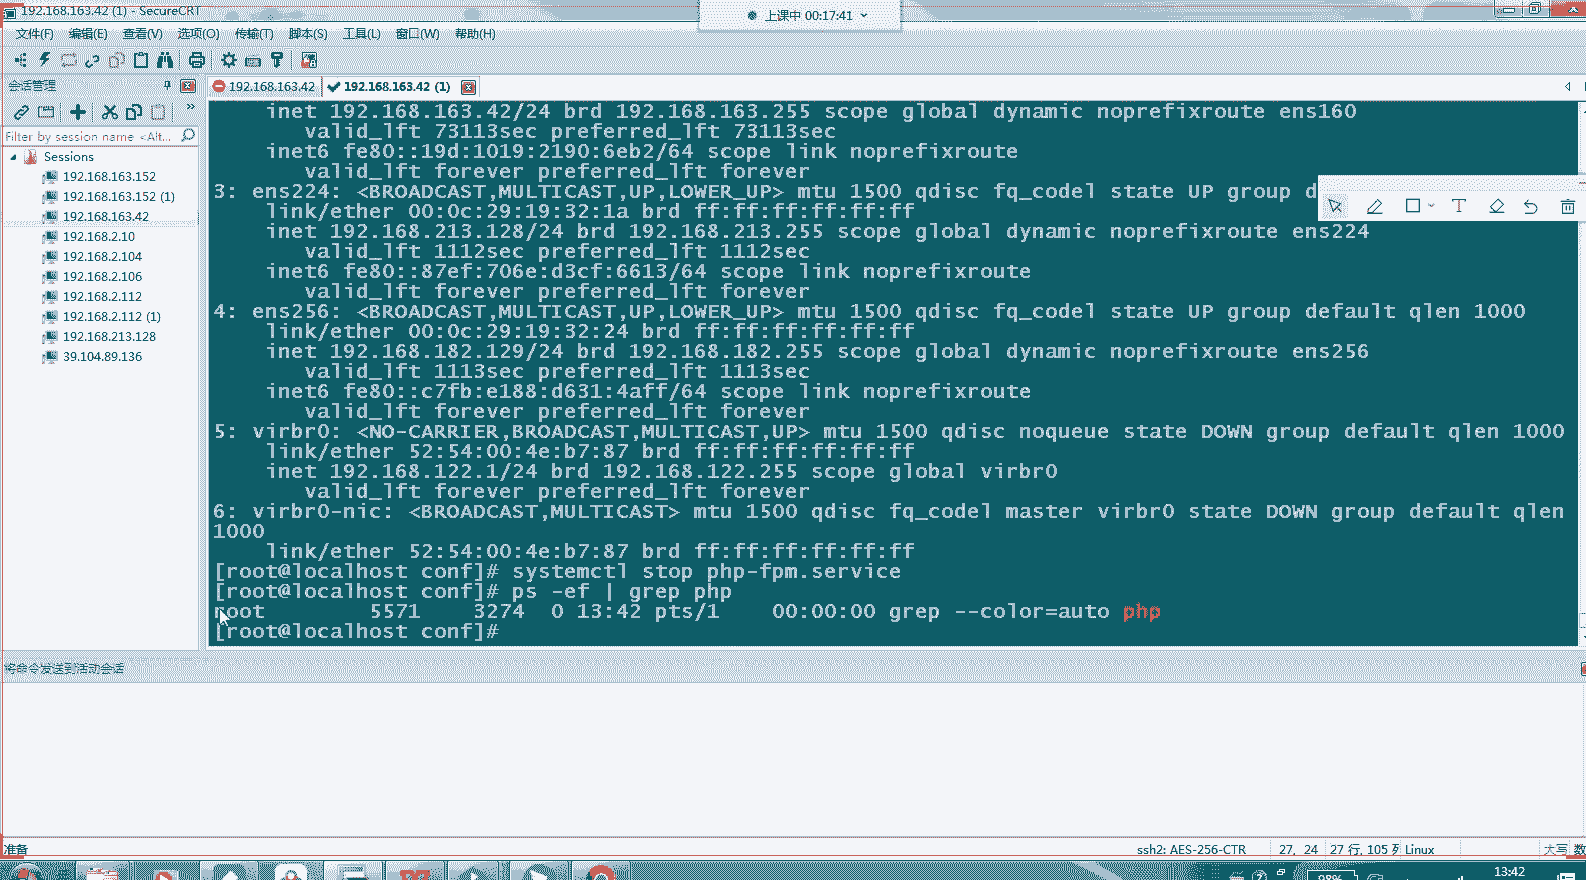 192.168.163.42 (1) - SecureCRT
上课中 00:17:41
文件(F) 编辑(E) 查看(V) 选项(O) 传输(T) 脚本(S) 工具(L) 窗口(W) 帮助(H)
会话管理
192.168.163.42
192.168.163.42 (1)
Filter by session name <Alt...
Sessions
192.168.163.152
192.168.163.152 (1)
192.168.163.42
192.168.2.10
192.168.2.104
192.168.2.106
192.168.2.112
192.168.2.112 (1)
192.168.213.128
39.104.89.136
inet 192.168.163.42/24 brd 192.168.163.255 scope global dynamic noprefixroute ens160
valid_lft 73113sec preferred_lft 73113sec
inet6 fe80::19d:1019:2190:6eb2/64 scope link noprefixroute
valid_lft forever preferred_lft forever
3: ens224: <BROADCAST,MULTICAST,UP,LOWER_UP> mtu 1500 qdisc fq_codel state UP group d
link/ether 00:0c:29:19:32:1a brd ff:ff:ff:ff:ff:ff
inet 192.168.213.128/24 brd 192.168.213.255 scope global dynamic noprefixroute ens224
valid_lft 1112sec preferred_lft 1112sec
inet6 fe80::87ef:706e:d3cf:6613/64 scope link noprefixroute
valid_lft forever preferred_lft forever
4: ens256: <BROADCAST,MULTICAST,UP,LOWER_UP> mtu 1500 qdisc fq_codel state UP group default qlen 1000
link/ether 00:0c:29:19:32:24 brd ff:ff:ff:ff:ff:ff
inet 192.168.182.129/24 brd 192.168.182.255 scope global dynamic noprefixroute ens256
valid_lft 1113sec preferred_lft 1113sec
inet6 fe80::c7fb:e188:d631:4aff/64 scope link noprefixroute
valid_lft forever preferred_lft forever
5: virbr0: <NO-CARRIER,BROADCAST,MULTICAST,UP> mtu 1500 qdisc noqueue state DOWN group default qlen 1000
link/ether 52:54:00:4e:b7:87 brd ff:ff:ff:ff:ff:ff
inet 192.168.122.1/24 brd 192.168.122.255 scope global virbr0
valid_lft forever preferred_lft forever
6: virbr0-nic: <BROADCAST,MULTICAST> mtu 1500 qdisc fq_codel master virbr0 state DOWN group default qlen
1000
link/ether 52:54:00:4e:b7:87 brd ff:ff:ff:ff:ff:ff
[root@localhost conf]# systemctl stop php-fpm.service
[root@localhost conf]# ps -ef | grep php
root 5571 3274 0 13:42 pts/1 00:00:00 grep --color=auto php
[root@localhost conf]#
将命令发送到活动会话
准备
ssh2: AES-256-CTR 27, 24 27 行, 105 列 Linux 大写 数
98% 13:42